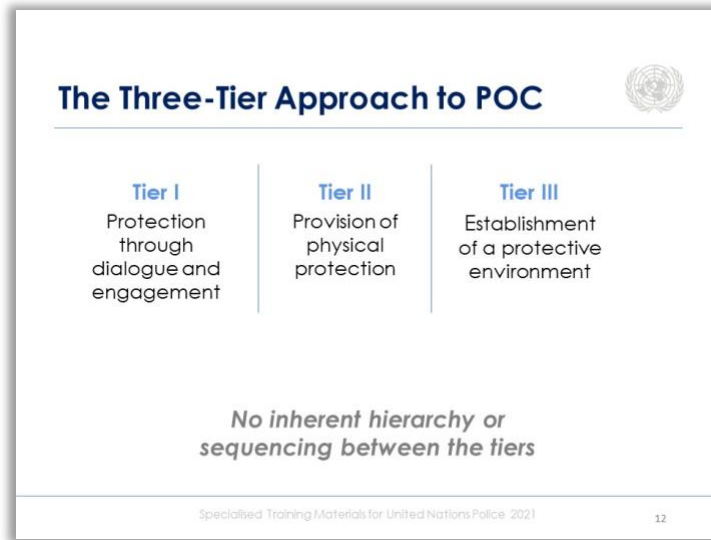 The Three-Tier Approach to POC
Tier I
Protection
through
dialogue and
engagement
Tier II
Provision of
physical
protection
Tier III
Establishment
of a protective
environment
No inherent hierarchy or
sequencing between the tiers
Specialised Training Materials for United Nations Police 2021
12